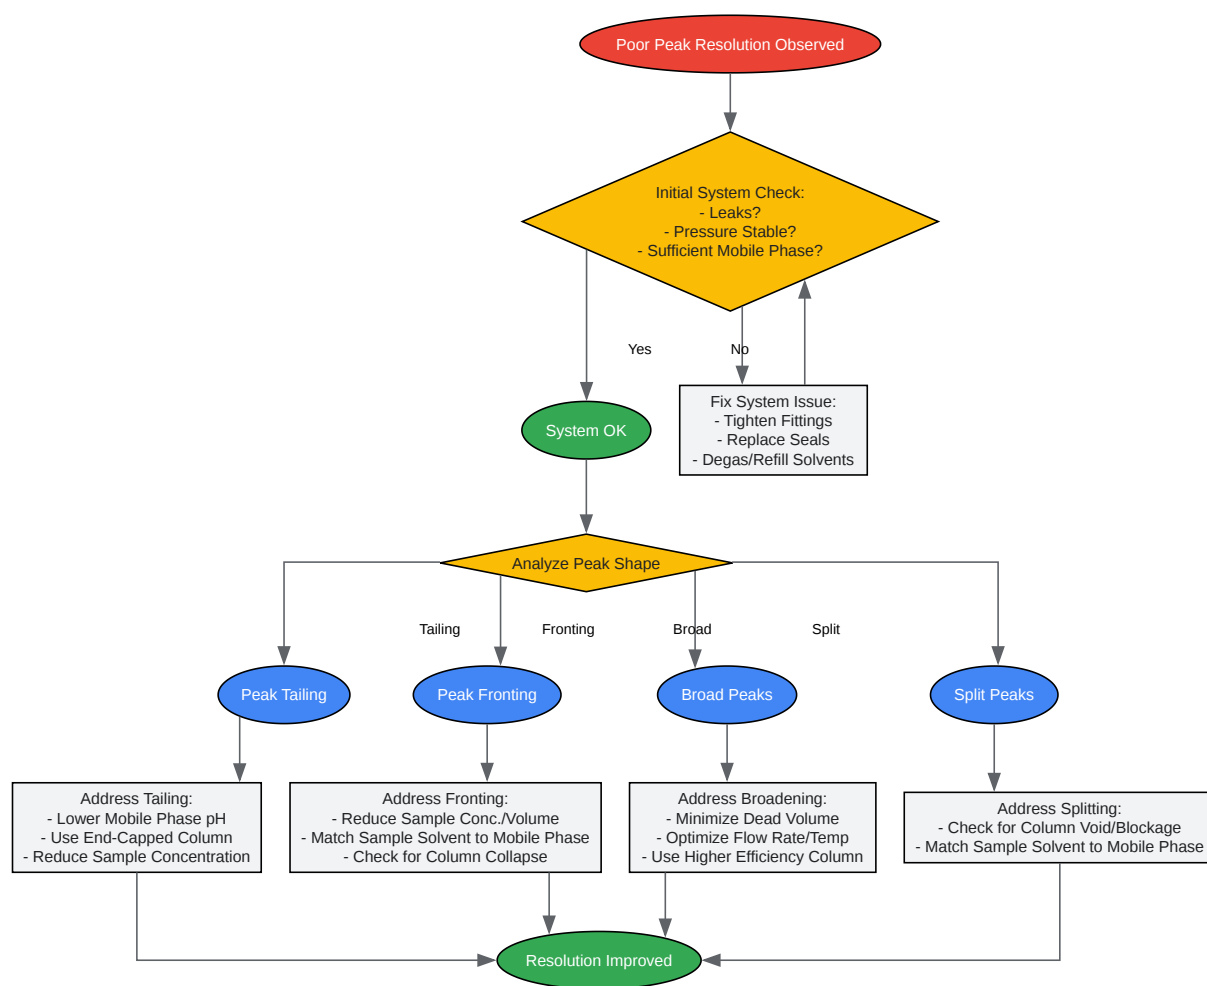 Poor Peak Resolution Observed
Initial System Check:
- Leaks?
- Pressure Stable?
- Sufficient Mobile Phase?
Yes
No
System OK
Fix System Issue:
- Tighten Fittings
- Replace Seals
- Degas/Refill Solvents
Analyze Peak Shape
Tailing
Fronting
Broad
Split
Peak Tailing
Peak Fronting
Broad Peaks
Split Peaks
Address Tailing:
- Lower Mobile Phase pH
- Use End-Capped Column
- Reduce Sample Concentration
Address Fronting:
- Reduce Sample Conc./Volume
- Match Sample Solvent to Mobile Phase
- Check for Column Collapse
Address Broadening:
- Minimize Dead Volume
- Optimize Flow Rate/Temp
- Use Higher Efficiency Column
Address Splitting:
- Check for Column Void/Blockage
- Match Sample Solvent to Mobile Phase
Resolution Improved